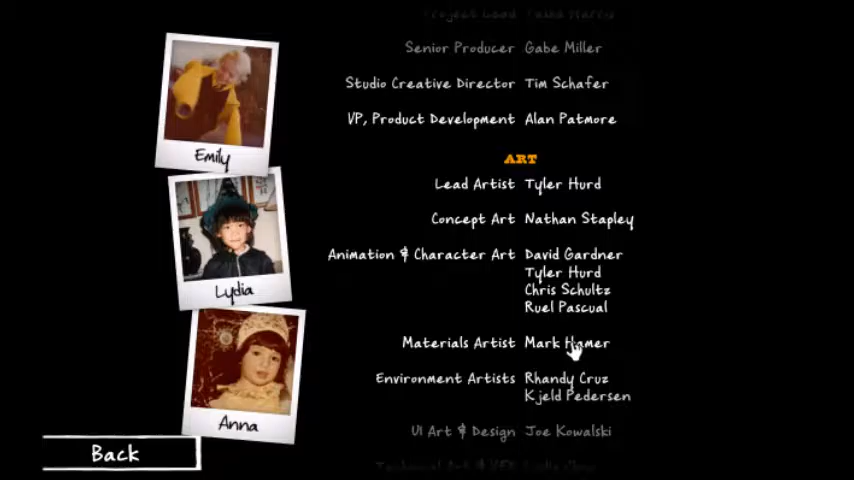 Senior Producer Gabe Miller
Studio Creative Director Tim Schafer
VP, Product Development Alan Patmore
ART
Lead Artist Tyler Hurd
Concept Art Nathan Stapley
Animation & Character Art David Gardner
Tyler Hurd
Chris Schultz
Ruel Pascual
Materials Artist Mark Hamer
Environment Artists Rhandy Cruz
Kjeld Pedersen
UI Art & Design Joe Kowalski
Emily
Lydia
Anna
Back